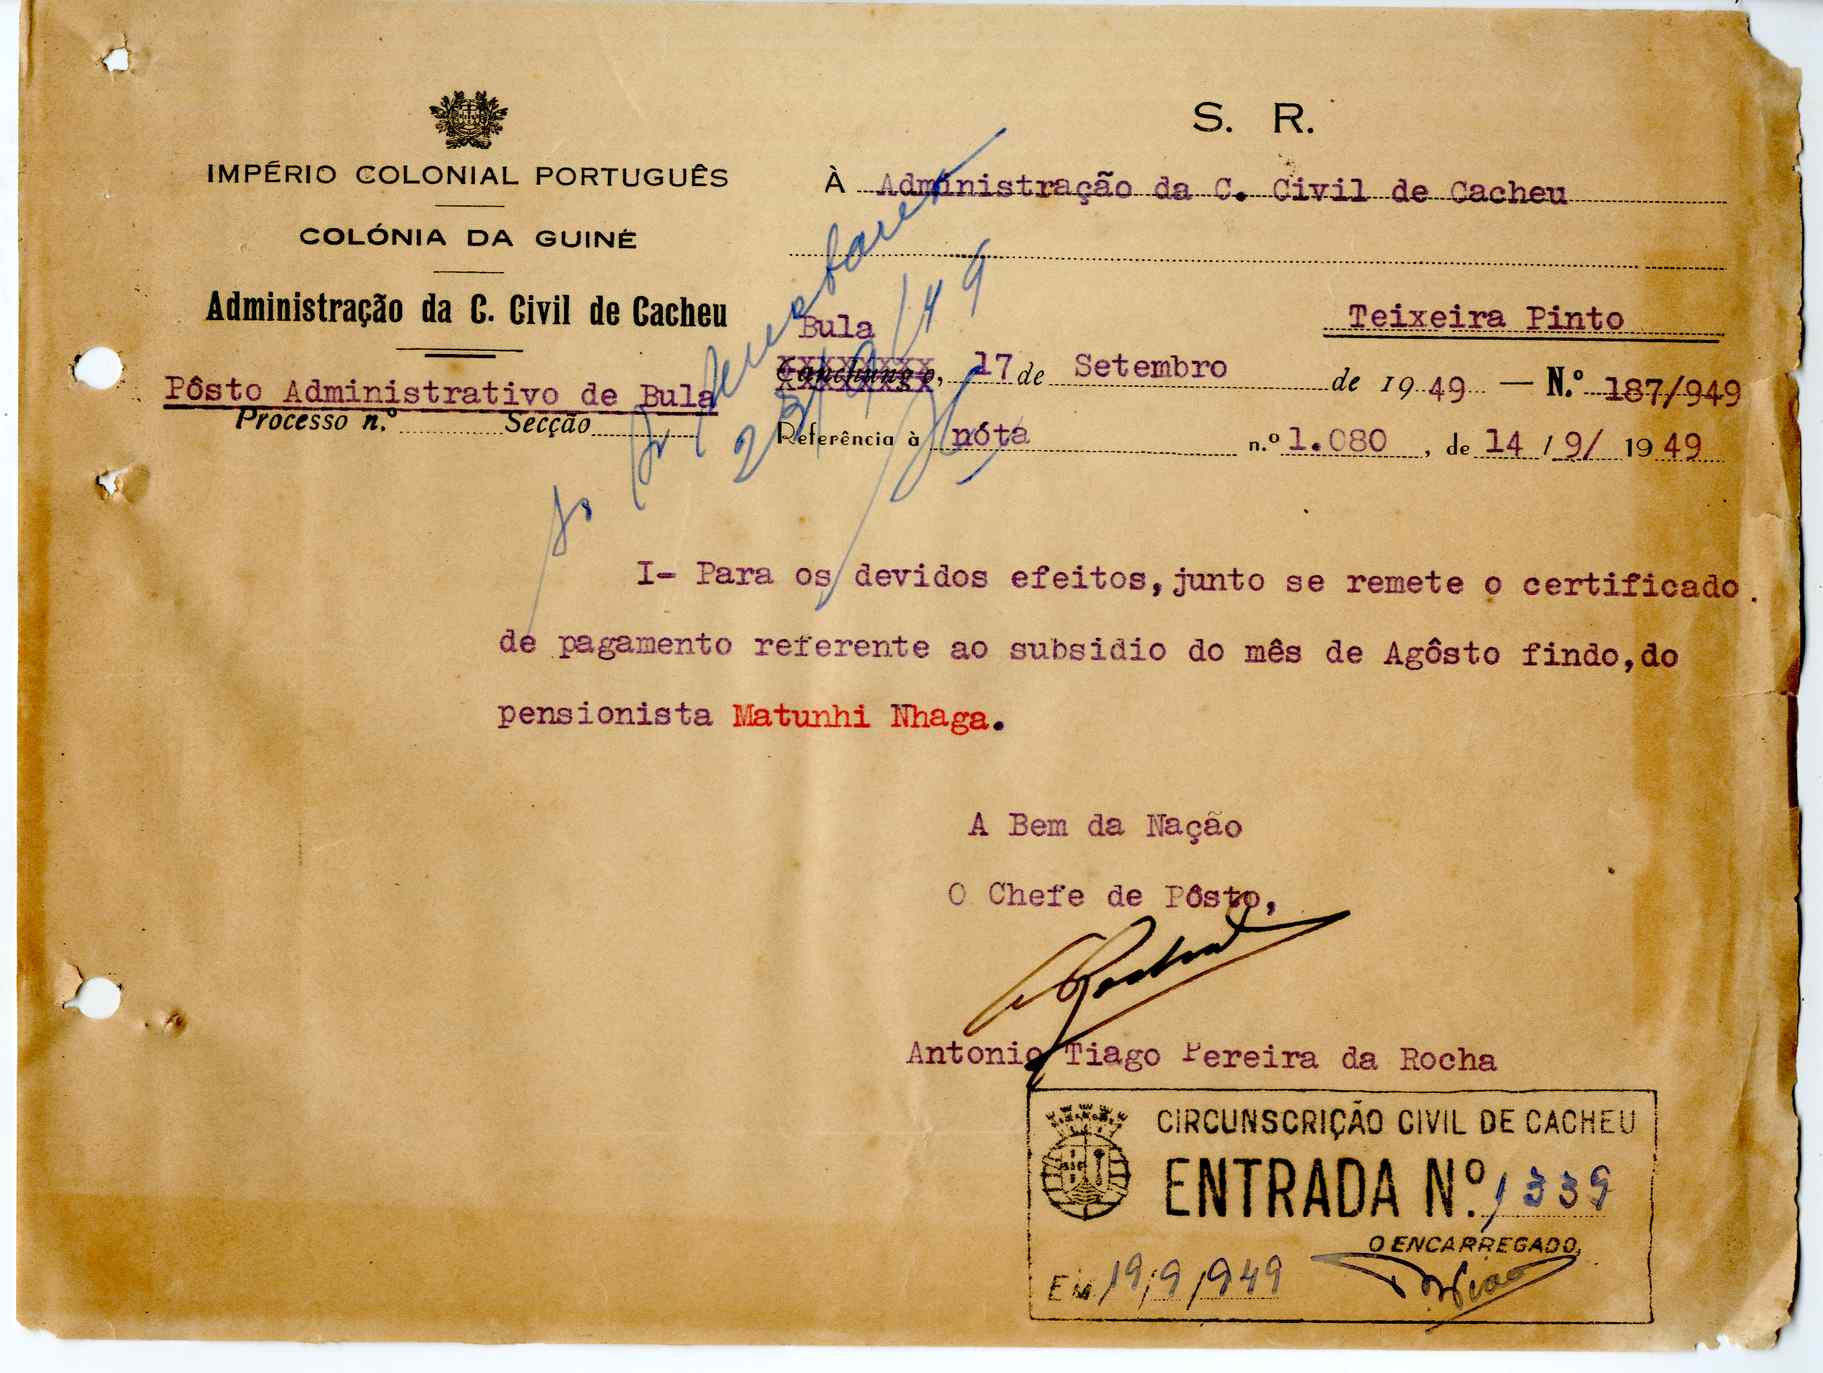 IMPÉRIO COLONIAL PORTUGUÊS
COLÓNIA DA GUINÉ
Administração da C. Civil de Cacheu
Pôsto Administrativo de Bula
Processo n.º Secção
S. R.
À Administração da C. Civil de Cacheu
Teixeira Pinto
Bula
Canchungo, 17 de Setembro de 1949 — N.º 187/949
Referência à nóta n.º 1.080, de 14/9/1949
I- Para os devidos efeitos,junto se remete o certificado.
de pagamento referente ao subsidio do mês de Agôsto findo,do
pensionista Matunhi Nhaga.
A Bem da Nação
O Chefe de Pôsto,
Antonio Tiago Pereira da Rocha
CIRCUNSCRIÇÃO CIVIL DE CACHEU
ENTRADA N.º 1339
O ENCARREGADO,
EM 19/9/949